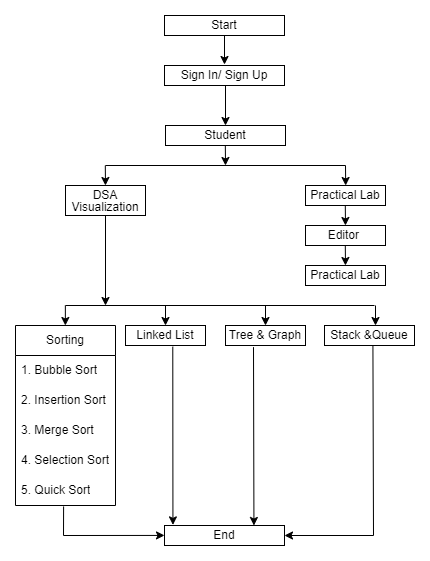 Start
Sign In/ Sign Up
Student
DSA
Visualization
Practical Lab
Editor
Practical Lab
Sorting
Linked List
Tree & Graph
Stack &Queue
1. Bubble Sort
2. Insertion Sort
3. Merge Sort
4. Selection Sort
5. Quick Sort
End